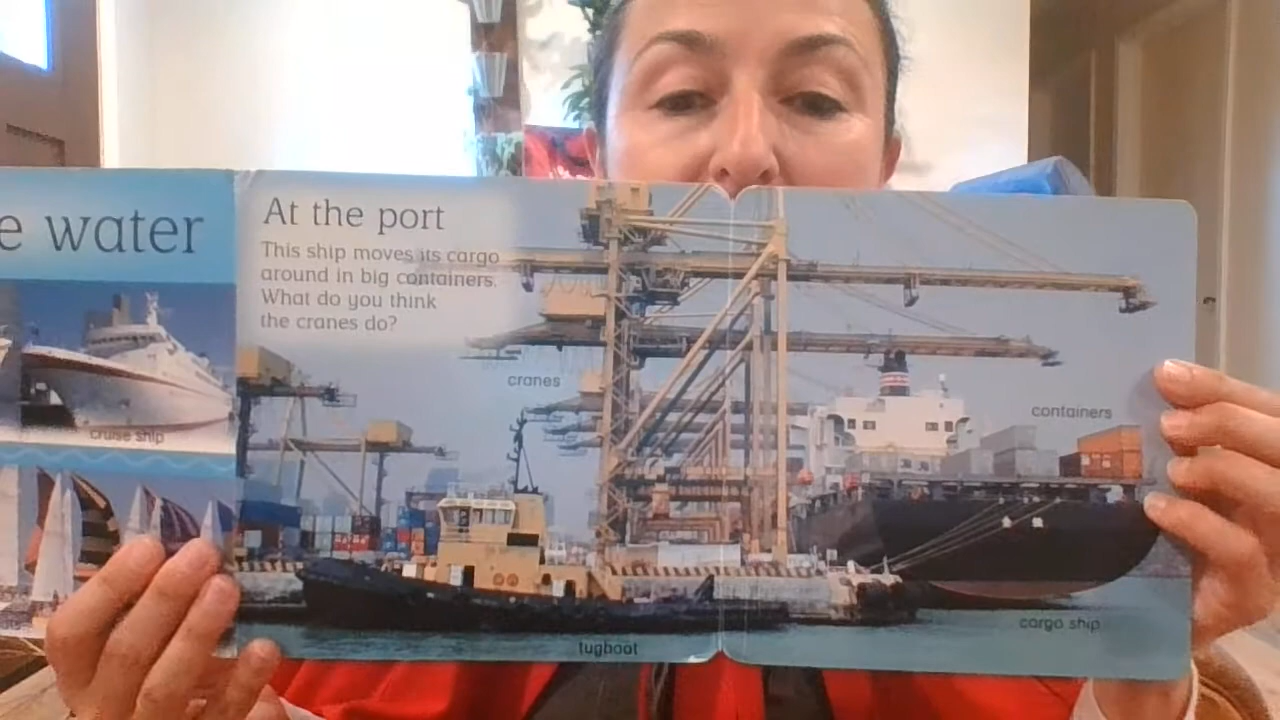 e water
cruise ship
At the port
This ship moves its cargo
around in big containers.
What do you think
the cranes do?
cranes
containers
cargo ship
tugboat